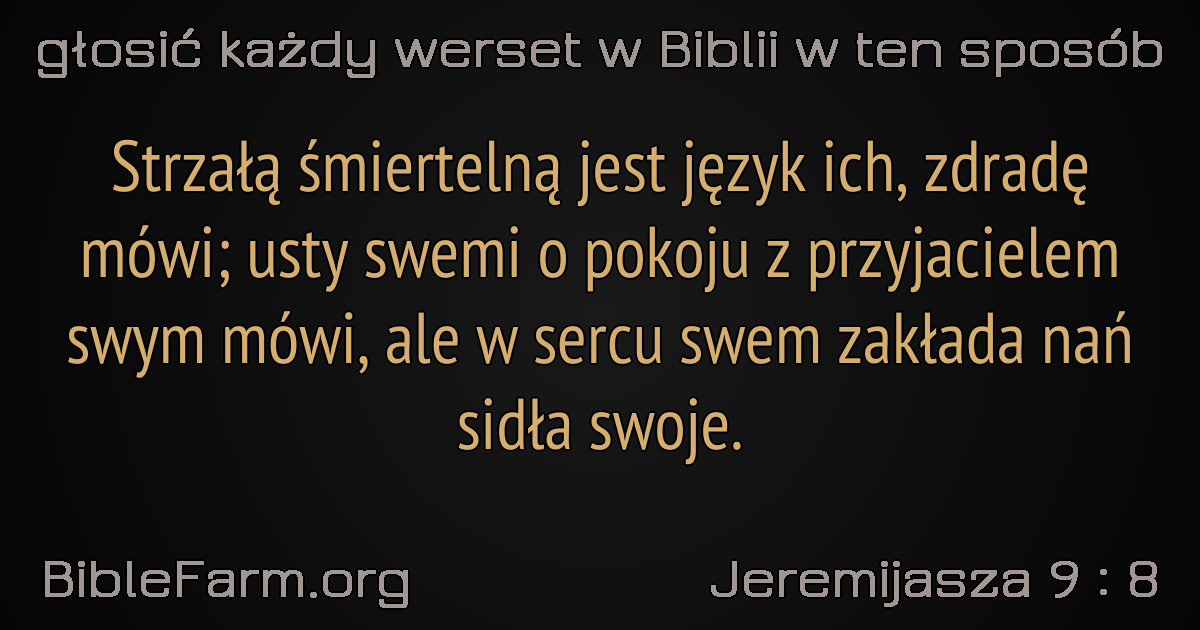 głosić każdy werset w Biblii w ten sposób
Strzałą śmiertelną jest język ich, zdradę
mówi; usty swemi o pokoju z przyjacielem
swym mówi, ale w sercu swem zakłada nań
sidła swoje.
BibleFarm.org
Jeremijasza 9 : 8